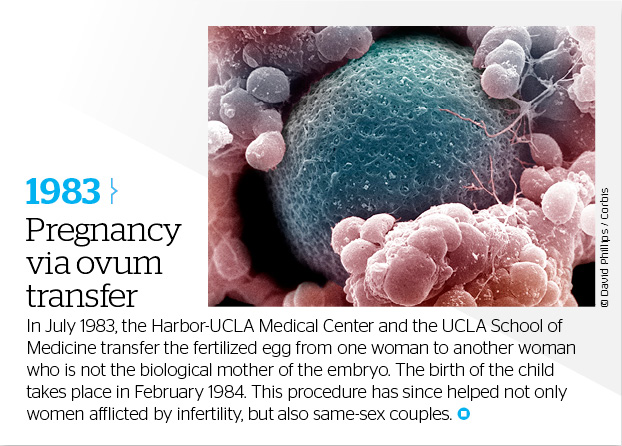 © David Phillips / Corbis
1983
Pregnancy
via ovum
transfer
In July 1983, the Harbor-UCLA Medical Center and the UCLA School of
Medicine transfer the fertilized egg from one woman to another woman
who is not the biological mother of the embryo. The birth of the child
takes place in February 1984. This procedure has since helped not only
women afflicted by infertility, but also same-sex couples.